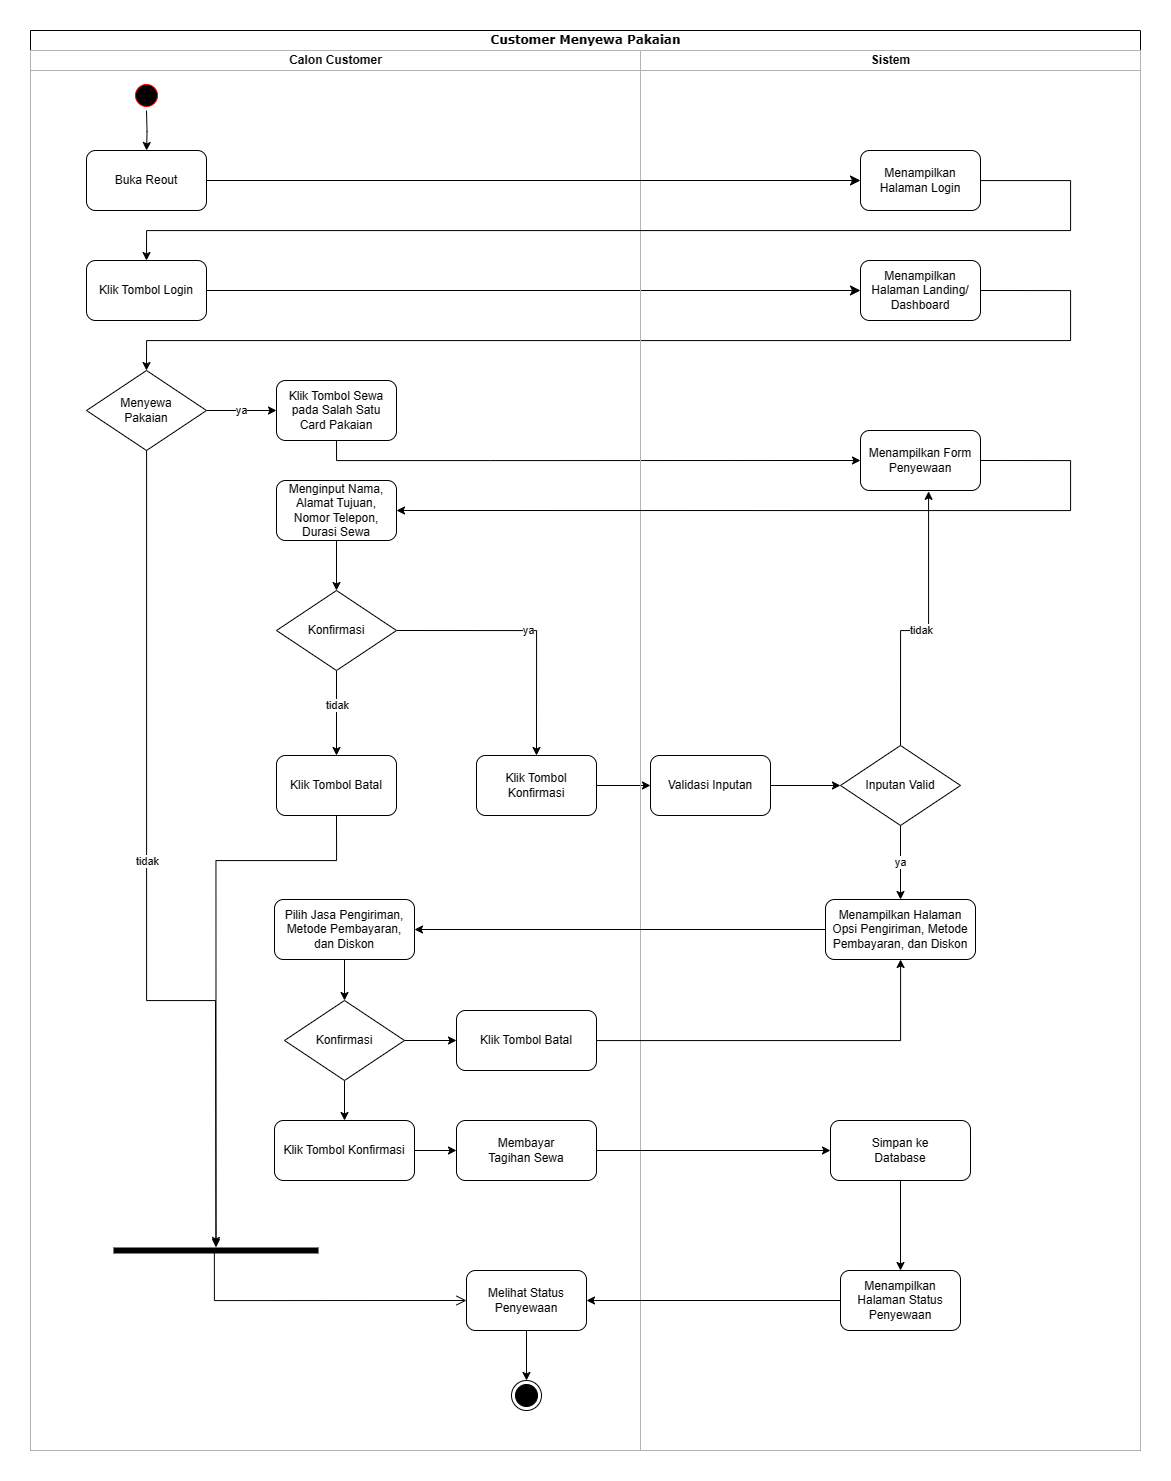 Customer Menyewa Pakaian
Calon Customer
Sistem
Buka Reout
Menampilkan
Halaman Login
Klik Tombol Login
Menampilkan
Halaman Landing/
Dashboard
Menyewa
Pakaian
ya
Klik Tombol Sewa
pada Salah Satu
Card Pakaian
Menampilkan Form
Penyewaan
Menginput Nama,
Alamat Tujuan,
Nomor Telepon,
Durasi Sewa
Konfirmasi
ya
tidak
tidak
Klik Tombol Batal
Klik Tombol
Konfirmasi
Validasi Inputan
Inputan Valid
tidak
ya
Pilih Jasa Pengiriman,
Metode Pembayaran,
dan Diskon
Menampilkan Halaman
Opsi Pengiriman, Metode
Pembayaran, dan Diskon
Konfirmasi
Klik Tombol Batal
Klik Tombol Konfirmasi
Membayar
Tagihan Sewa
Simpan ke
Database
Melihat Status
Penyewaan
Menampilkan
Halaman Status
Penyewaan